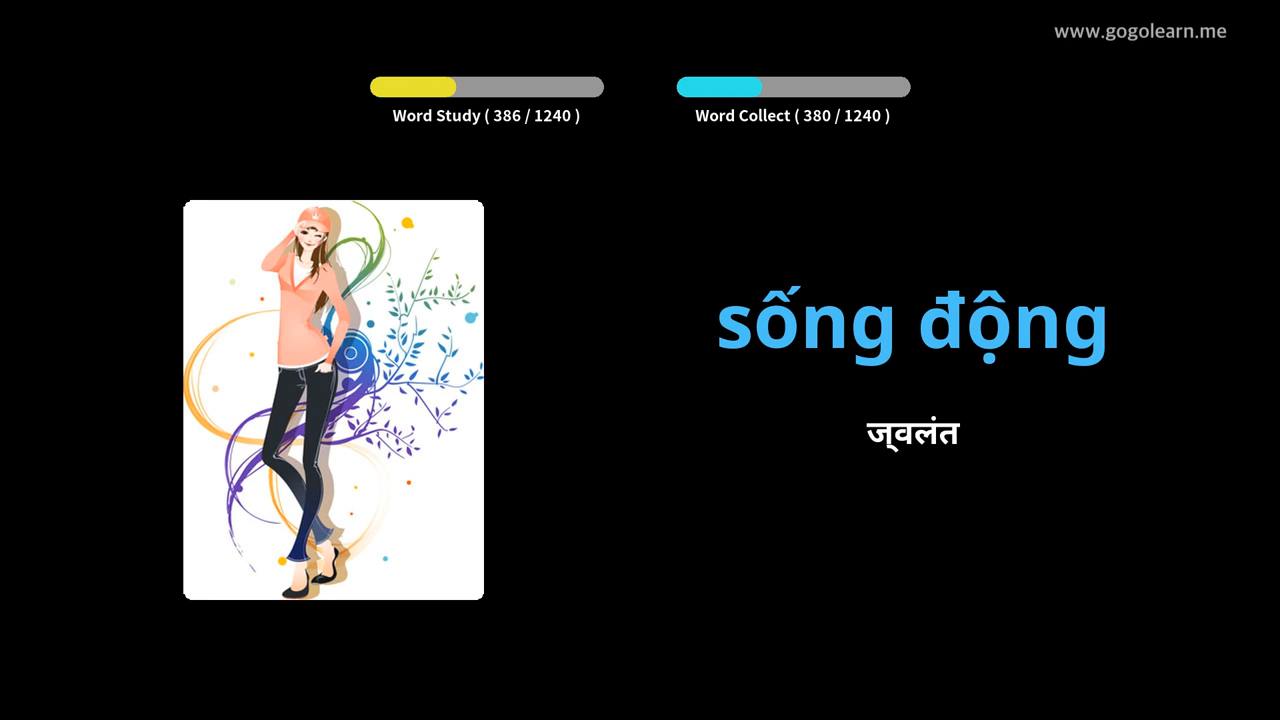 www.gogolearn.me
Word Study ( 386 / 1240 )
Word Collect ( 380 / 1240 )
sống động
ज्वलंत